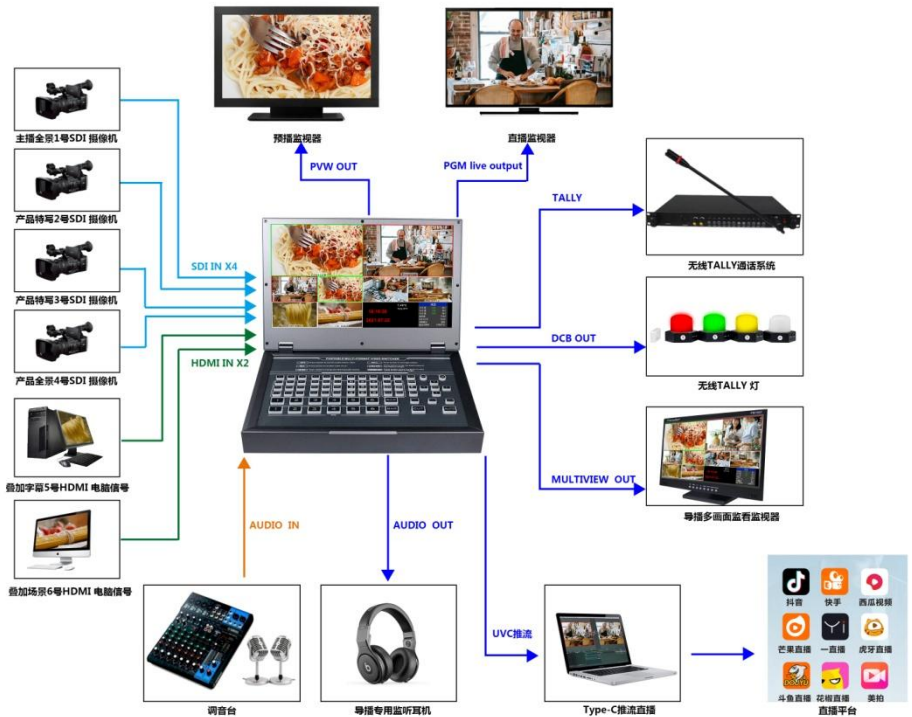 预播监视器
直播监视器
主播全景1号SDI 摄像机
PVW OUT
PGM live output
TALLY
产品特写2号SDI 摄像机
SDI IN X4
无线TALLY通话系统
产品特写3号SDI 摄像机
DCB OUT
HDMI IN X2
产品全景4号SDI 摄像机
无线TALLY 灯
MULTIVIEW OUT
叠加字幕5号HDMI 电脑信号
导播多画面监看监视器
AUDIO IN
AUDIO OUT
叠加场景6号HDMI 电脑信号
UVC推流
抖音
快手
西瓜视频
芒果直播
一直播
虎牙直播
DOUYU
斗鱼直播
花椒直播
美拍
调音台
导播专用监听耳机
Type-C推流直播
直播平台